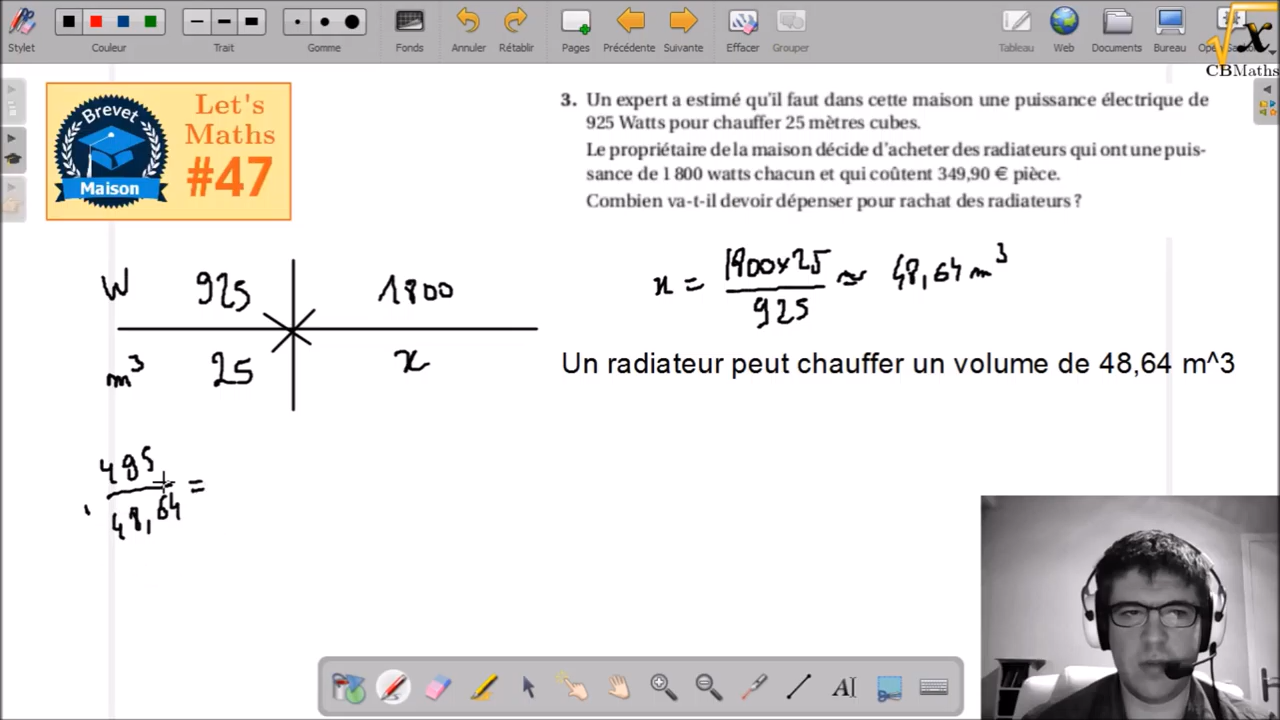 Stylet Couleur Trait Gomme Fonds Annuler Rétablir Pages Précédente Suivante Effacer Grouper Tableau Web Documents Bureau
CBMaths
Brevet
Maison
Let's
Maths
#47
3. Un expert a estimé qu'il faut dans cette maison une puissance électrique de
925 Watts pour chauffer 25 mètres cubes.
Le propriétaire de la maison décide d'acheter des radiateurs qui ont une puis-
sance de 1 800 watts chacun et qui coûtent 349,90 € pièce.
Combien va-t-il devoir dépenser pour rachat des radiateurs ?
W 925 1800
m³ 25 x
x = 1800×25 / 925 ≈ 48,64 m³
Un radiateur peut chauffer un volume de 48,64 m^3
485 / 48,64 =
AI